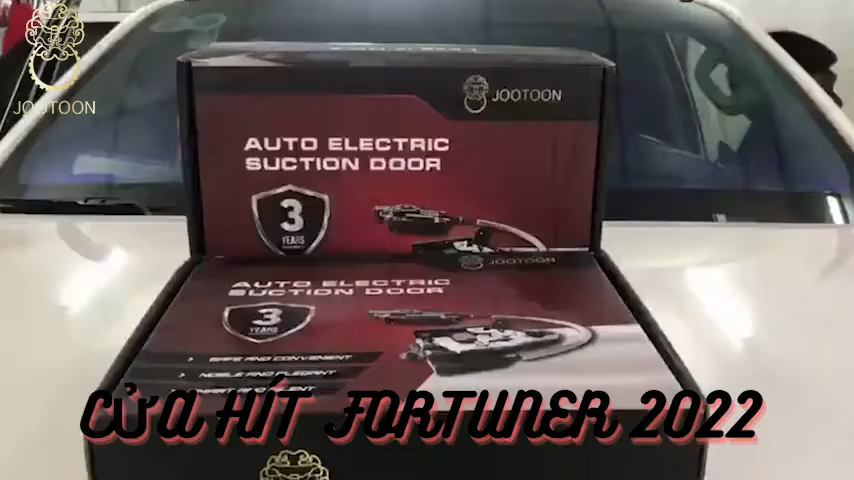 JOOTOON
JOOTOON
AUTO ELECTRIC
SUCTION DOOR
3
YEARS
JOOTOON
AUTO ELECTRIC
SUCTION DOOR
3
YEARS
> SAFE AND CONVENIENT
> NOBLE AND ELEGANT
CỬA HÍT FORTUNER 2022